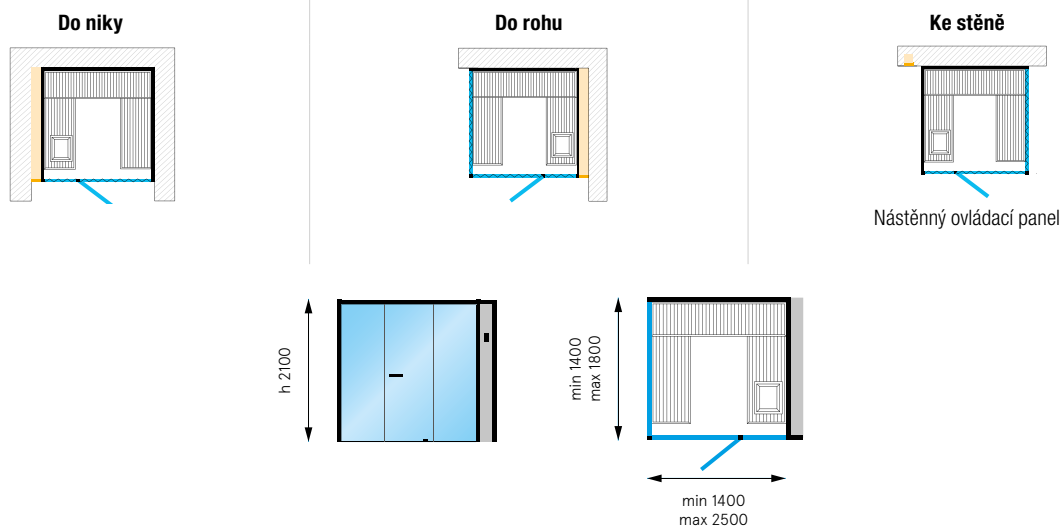 Do niky
Do rohu
Ke stěně
Nástěnný ovládací panel
h 2100
min 1400
max 1800
min 1400
max 2500